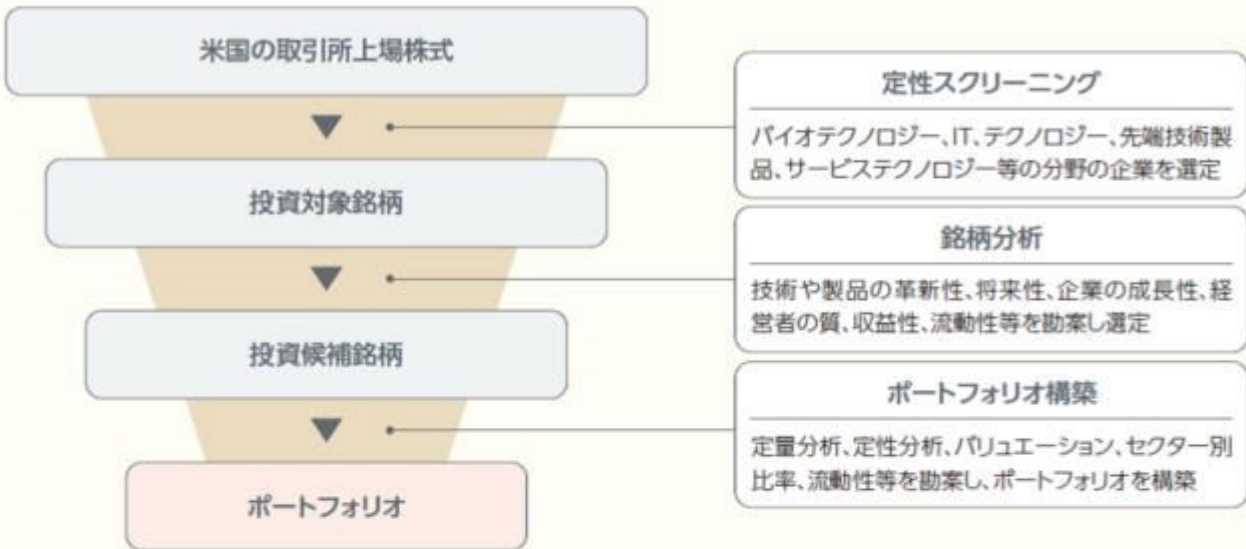 米国の取引所上場株式
定性スクリーニング
バイオテクノロジー、IT、テクノロジー、先端技術製
品、サービステクノロジー等の分野の企業を選定
投資対象銘柄
銘柄分析
技術や製品の革新性、将来性、企業の成長性、経
営者の質、収益性、流動性等を勘案し選定
投資候補銘柄
ポートフォリオ構築
定量分析、定性分析、バリュエーション、セクター別
比率、流動性等を勘案し、ポートフォリオを構築
ポートフォリオ